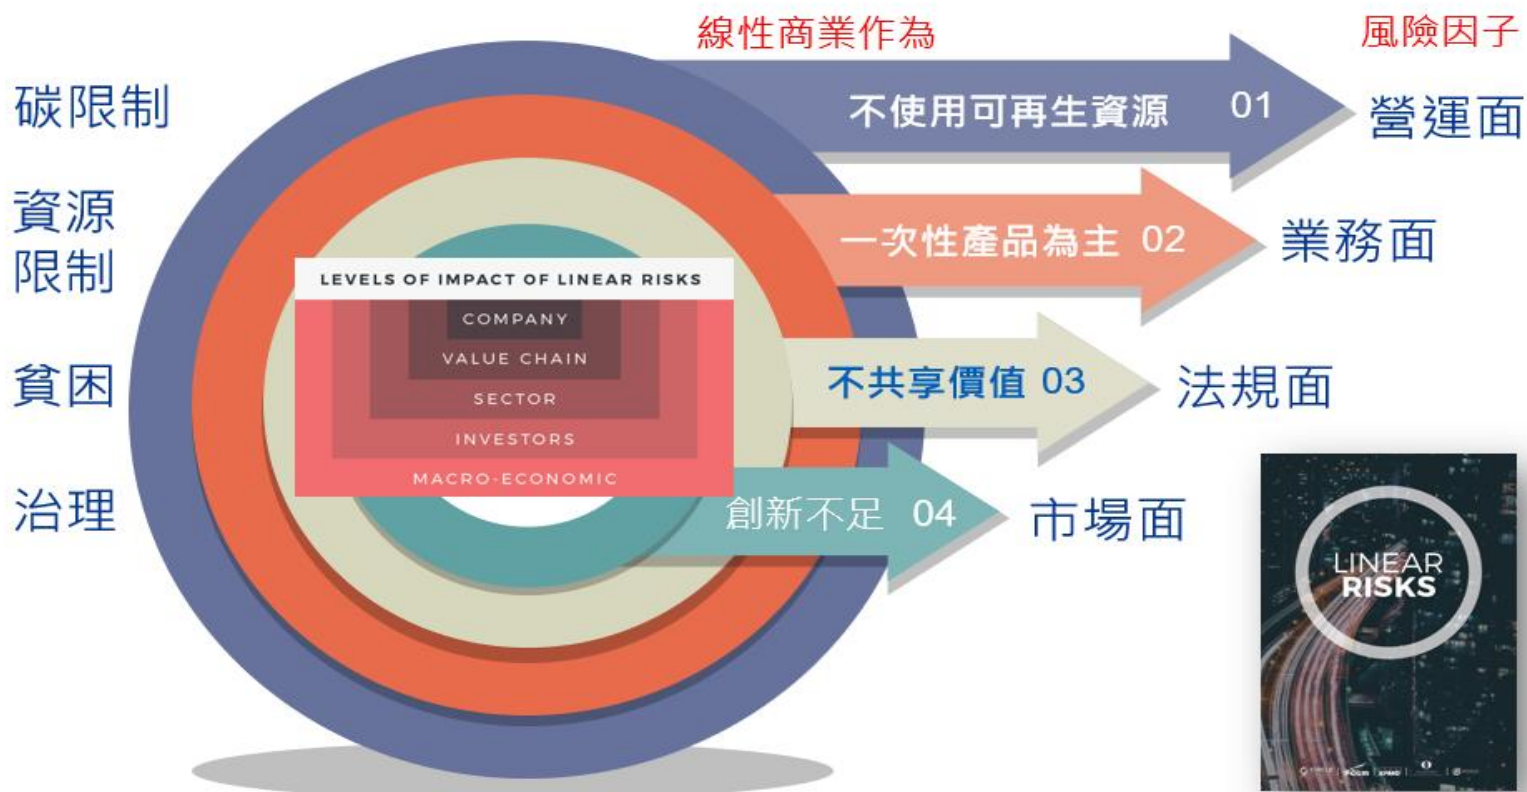 線性商業作為
風險因子
碳限制
不使用可再生資源 01
營運面
資源
限制
一次性產品為主 02
業務面
LEVELS OF IMPACT OF LINEAR RISKS
COMPANY
VALUE CHAIN
SECTOR
INVESTORS
MACRO-ECONOMIC
貧困
不共享價值 03
法規面
治理
創新不足 04
市場面
LINEAR
RISKS
KPMG